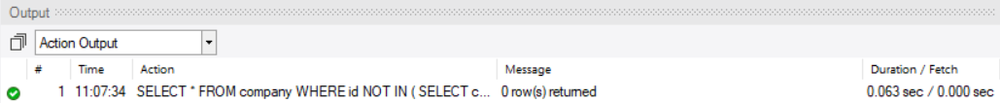 Output
Action Output
# Time Action Message Duration / Fetch
1 11:07:34 SELECT * FROM company WHERE id NOT IN ( SELECT c... 0 row(s) returned 0.063 sec / 0.000 sec